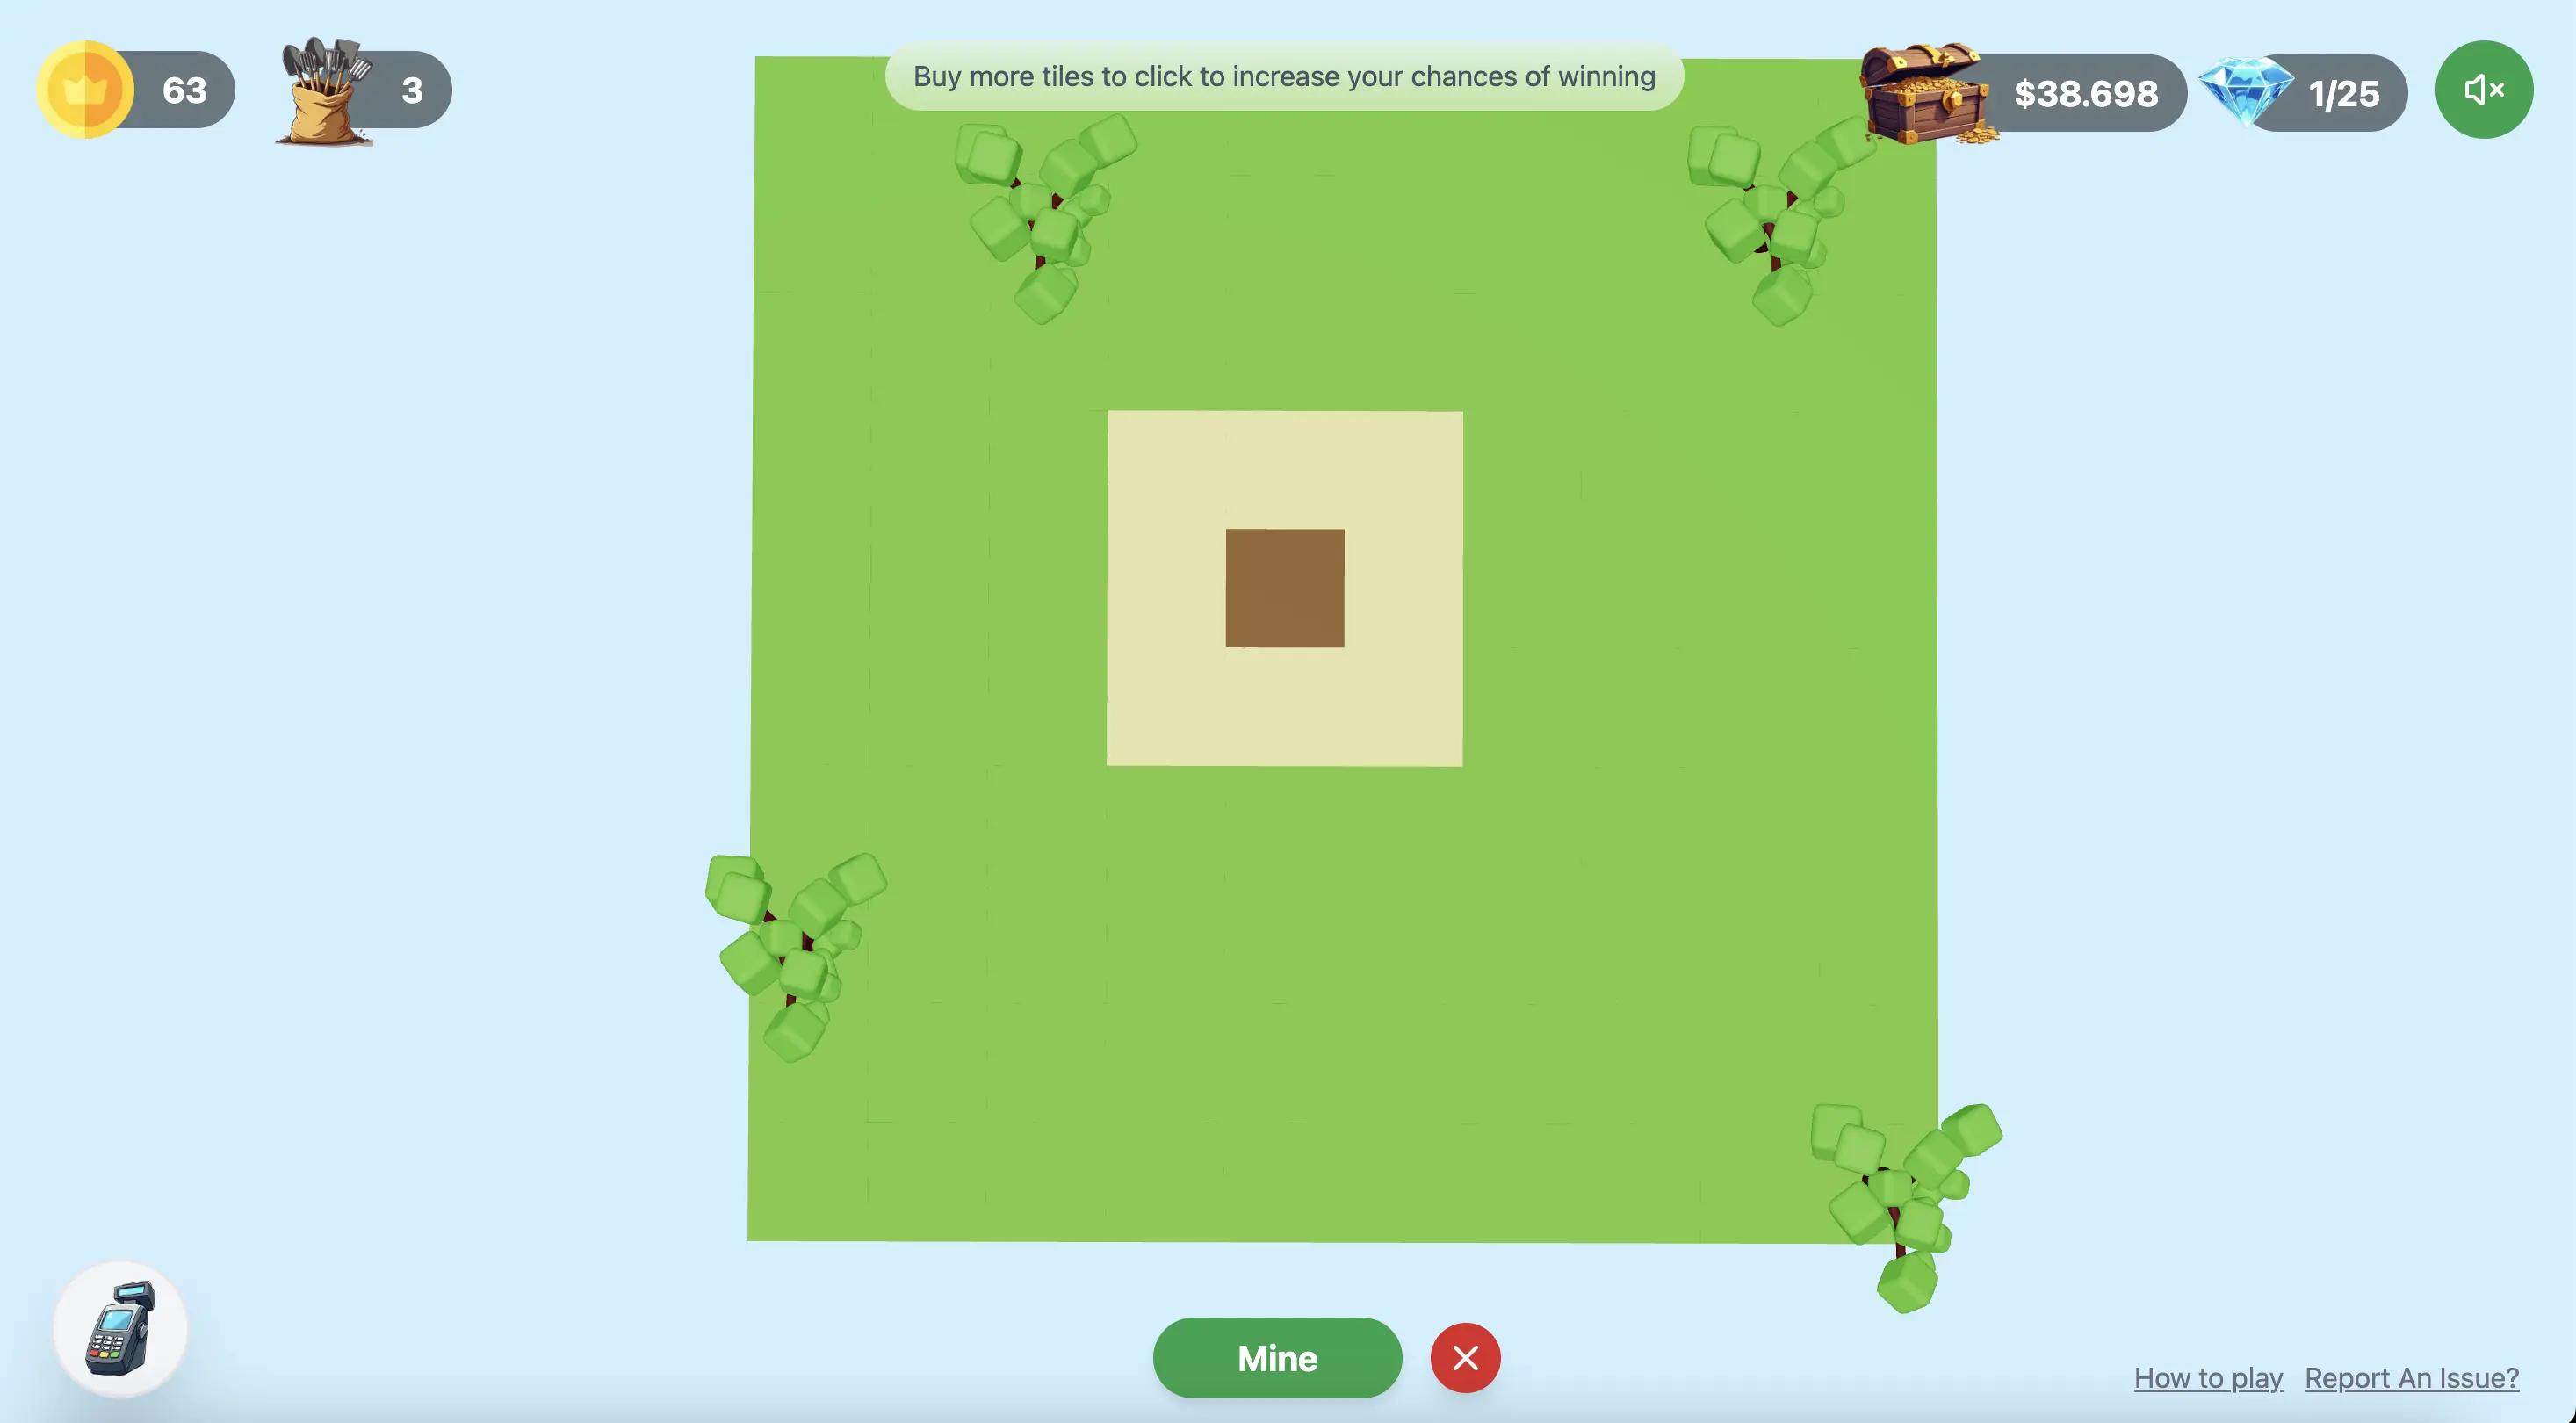 63
3
Buy more tiles to click to increase your chances of winning
$38.698
1/25
Mine
How to play
Report An Issue?